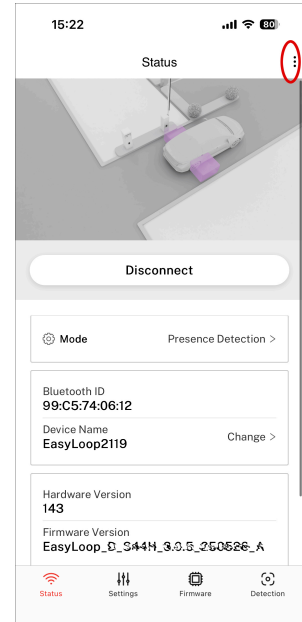 15:22
80
Status
Disconnect
Mode
Presence Detection >
Bluetooth ID
99:C5:74:06:12
Device Name
EasyLoop2119
Change >
Hardware Version
143
Firmware Version
Status
Settings
Firmware
Detection